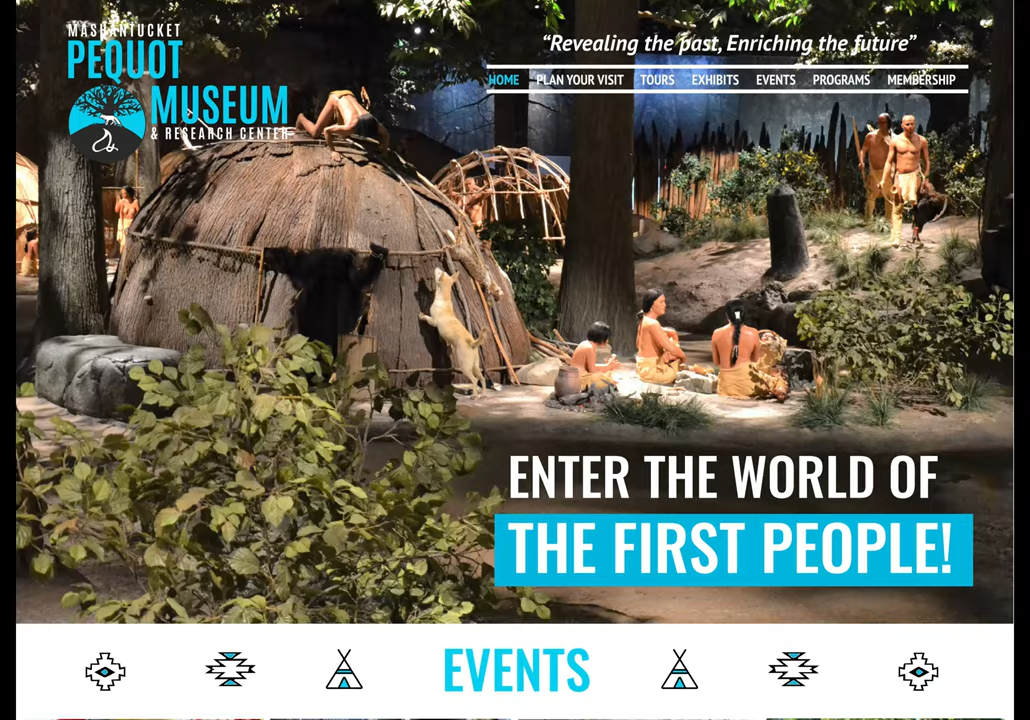 MASHANTUCKET
PEQUOT
MUSEUM
& RESEARCH CENTER
“Revealing the past, Enriching the future”
HOME PLAN YOUR VISIT TOURS EXHIBITS EVENTS PROGRAMS MEMBERSHIP
ENTER THE WORLD OF
THE FIRST PEOPLE!
EVENTS